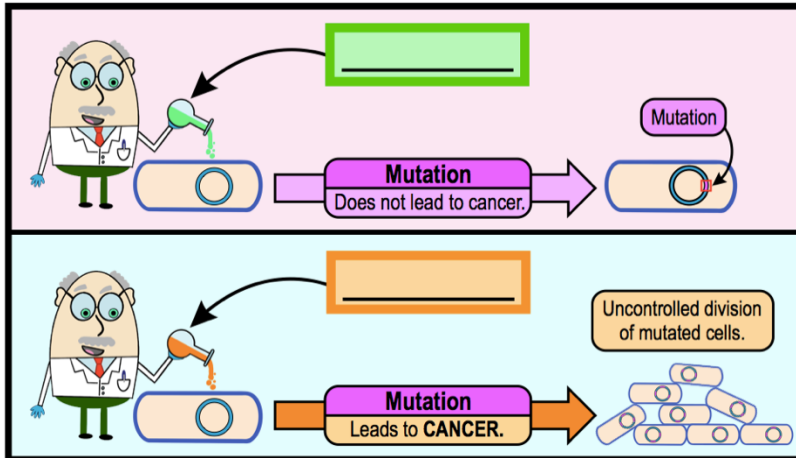 Mutation
Mutation
Does not lead to cancer.
Uncontrolled division
of mutated cells.
Mutation
Leads to CANCER.